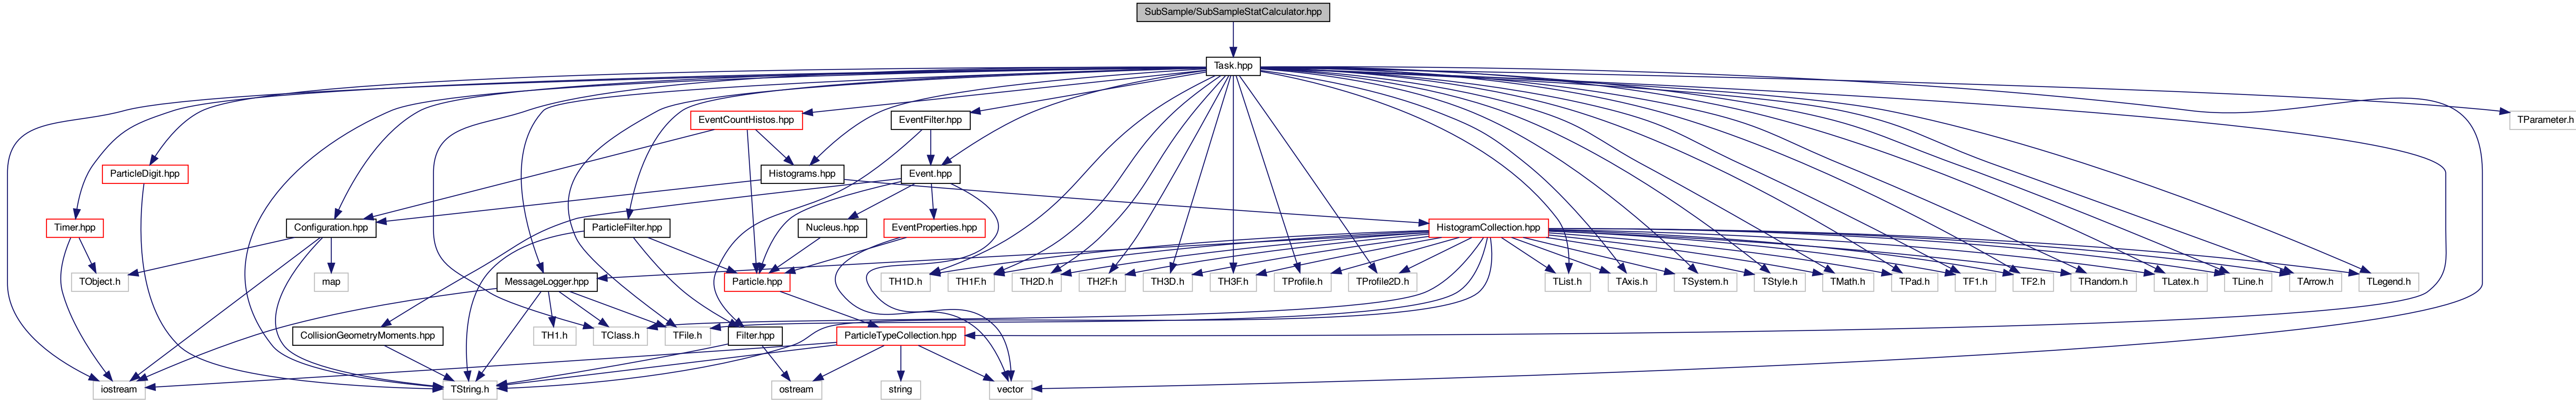 SubSample/SubSampleStatCalculator.hpp
Task.hpp
EventCountHistos.hpp
EventFilter.hpp
TParameter.h
ParticleDigit.hpp
Histograms.hpp
Event.hpp
Timer.hpp
Configuration.hpp
ParticleFilter.hpp
Nucleus.hpp
EventProperties.hpp
HistogramCollection.hpp
TObject.h
map
MessageLogger.hpp
Particle.hpp
TH1D.h
TH1F.h
TH2D.h
TH2F.h
TH3D.h
TH3F.h
TProfile.h
TProfile2D.h
TList.h
TAxis.h
TSystem.h
TStyle.h
TMath.h
TPad.h
TF1.h
TF2.h
TRandom.h
TLatex.h
TLine.h
TArrow.h
TLegend.h
CollisionGeometryMoments.hpp
TH1.h
TClass.h
TFile.h
Filter.hpp
ParticleTypeCollection.hpp
iostream
TString.h
ostream
string
vector